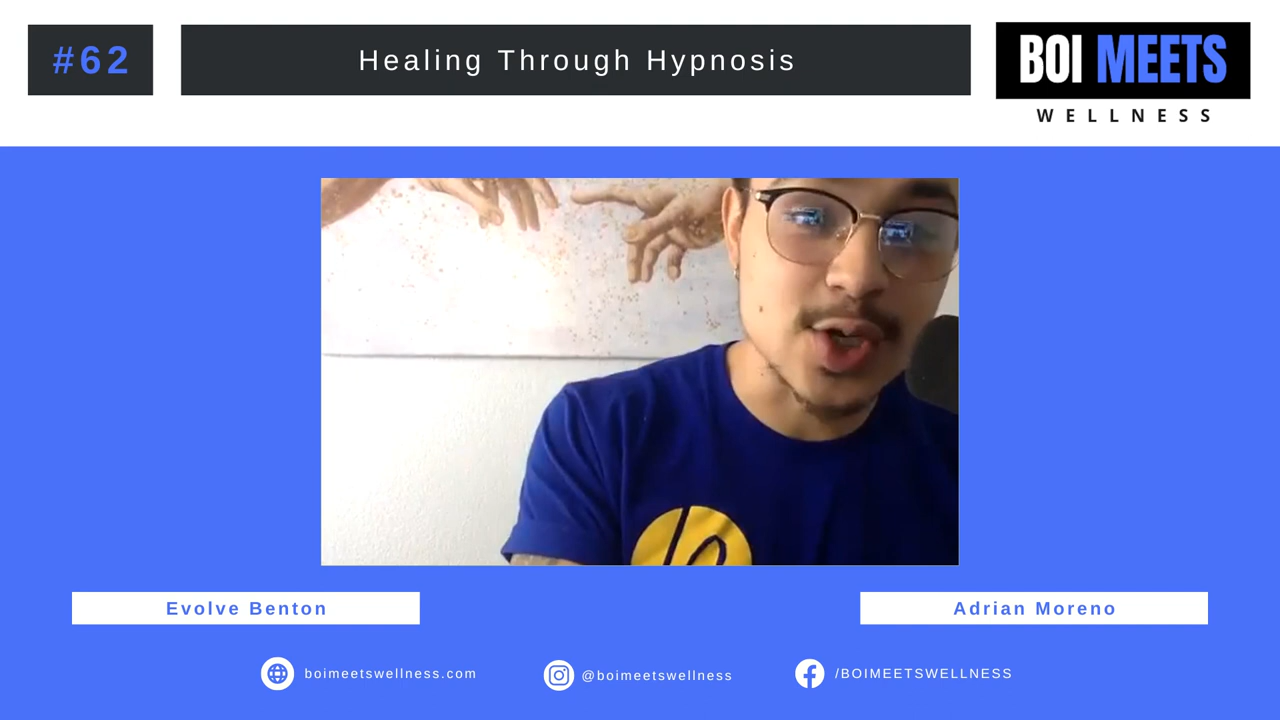 #62
Healing Through Hypnosis
BOI MEETS
WELLNESS
Evolve Benton
Adrian Moreno
boimeetswellness.com
@boimeetswellness
/BOIMEETSWELLNESS